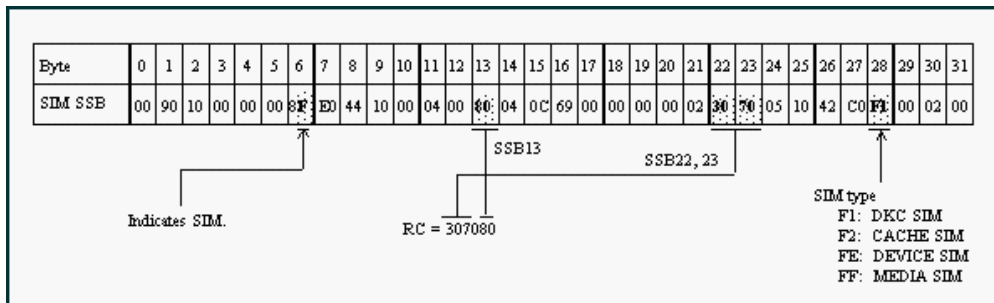 Byte 0 1 2 3 4 5 6 7 8 9 10 11 12 13 14 15 16 17 18 19 20 21 22 23 24 25 26 27 28 29 30 31
SIM SSB 00 90 10 00 00 00 8F E0 44 10 00 04 00 80 04 0C 69 00 00 00 00 02 30 70 05 10 42 C0 F1 00 02 00
SSB13
SSB22, 23
Indicates SIM.
RC = 307080
SIM type
F1: DKC SIM
F2: CACHE SIM
FE: DEVICE SIM
FF: MEDIA SIM